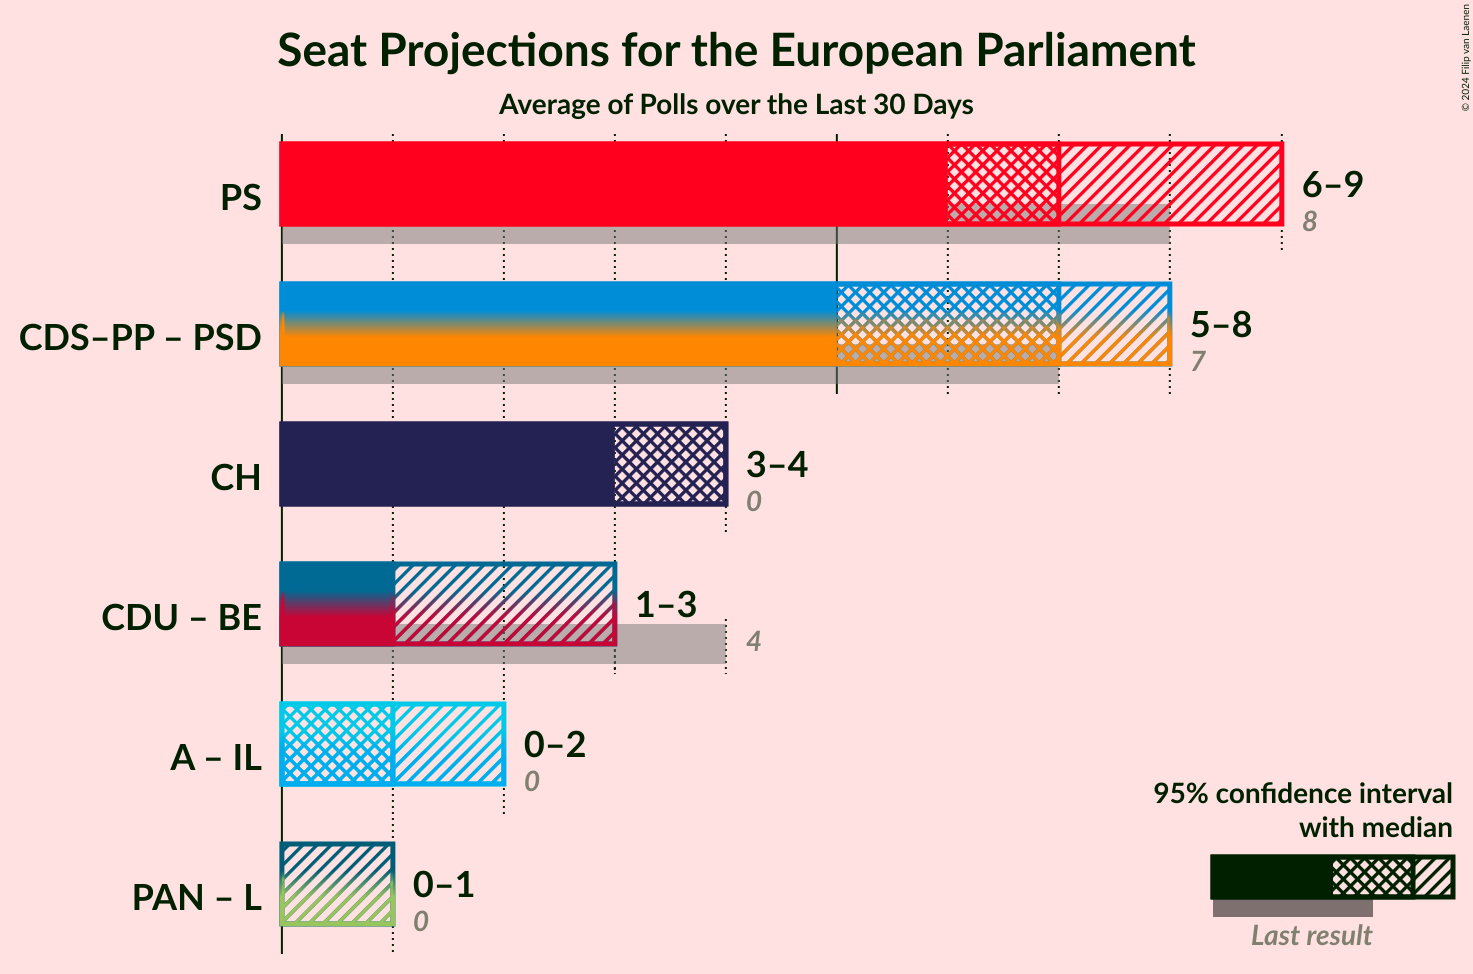 Seat Projections for the European Parliament
Average of Polls over the Last 30 Days
© 2024 Filip van Laenen
PS
6–9
8
CDS–PP – PSD
5–8
7
CH
3–4
0
CDU – BE
1–3
4
A – IL
0–2
0
PAN – L
0–1
0
95% confidence interval
with median
Last result